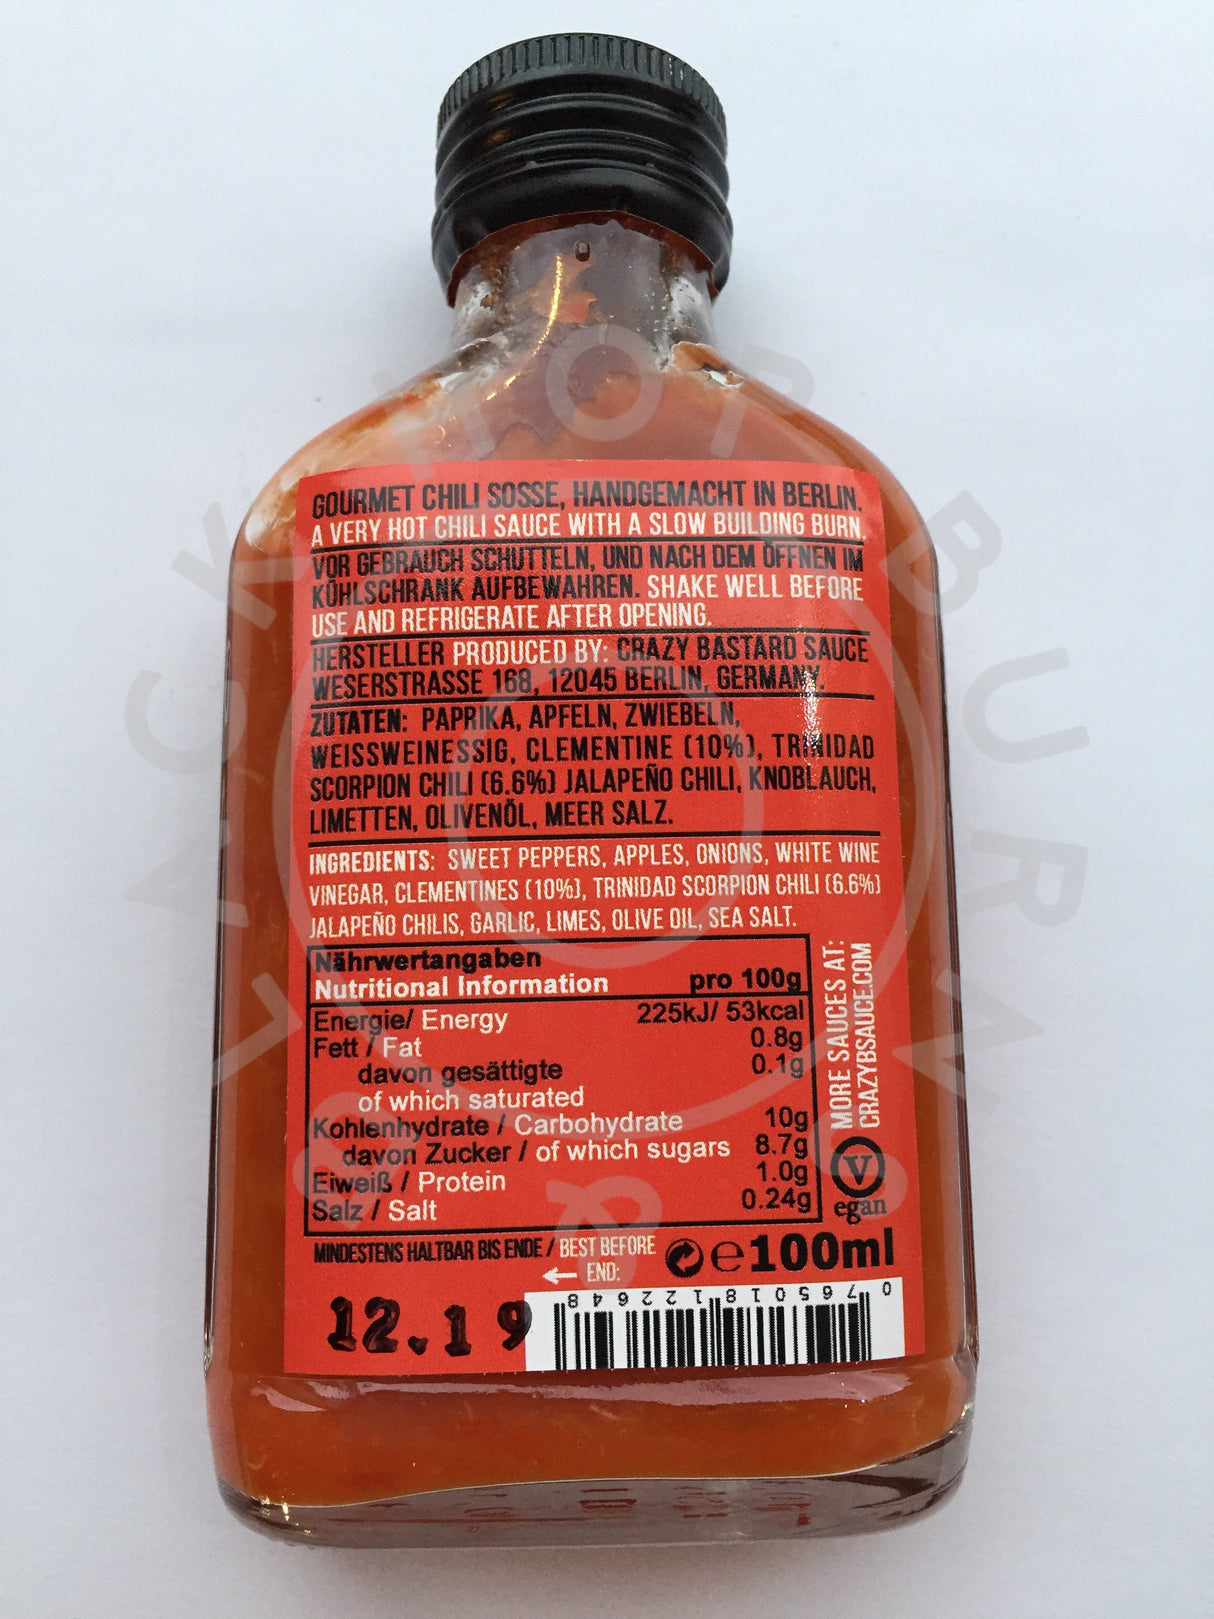 GOURMET CHILI SOSSE, HANDGEMACHT IN BERLIN.
A VERY HOT CHILI SAUCE WITH A SLOW BUILDING BURN.
VOR GEBRAUCH SCHÜTTELN, UND NACH DEM ÖFFNEN IM
KÜHLSCHRANK AUFBEWAHREN. SHAKE WELL BEFORE
USE AND REFRIGERATE AFTER OPENING.
HERSTELLER PRODUCED BY: CRAZY BASTARD SAUCE
WESERSTRASSE 168, 12045 BERLIN, GERMANY
ZUTATEN: PAPRIKA, APFELN, ZWIEBELN,
WEISSWEINESSIG, CLEMENTINE (10%), TRINIDAD
SCORPION CHILI (6.6%) JALAPEÑO CHILI, KNOBLAUCH,
LIMETTEN, OLIVENÖL, MEER SALZ.
INGREDIENTS: SWEET PEPPERS, APPLES, ONIONS, WHITE WINE
VINEGAR, CLEMENTINES (10%), TRINIDAD SCORPION CHILI (6.6%)
JALAPEÑO CHILIS, GARLIC, LIMES, OLIVE OIL, SEA SALT.
Nährwertangaben
Nutritional Information pro 100g
Energie/ Energy 225kJ/ 53kcal
Fett / Fat 0.8g
davon gesättigte 0.1g
of which saturated
Kohlenhydrate / Carbohydrate 10g
davon Zucker / of which sugars 8.7g
Eiweiß / Protein 1.0g
Salz / Salt 0.24g
MORE SAUCES AT:
CRAZYBSAUCE.COM
V
egan
MINDESTENS HALTBAR BIS ENDE / BEST BEFORE
END:
e100ml
12.19
0 765018 122648